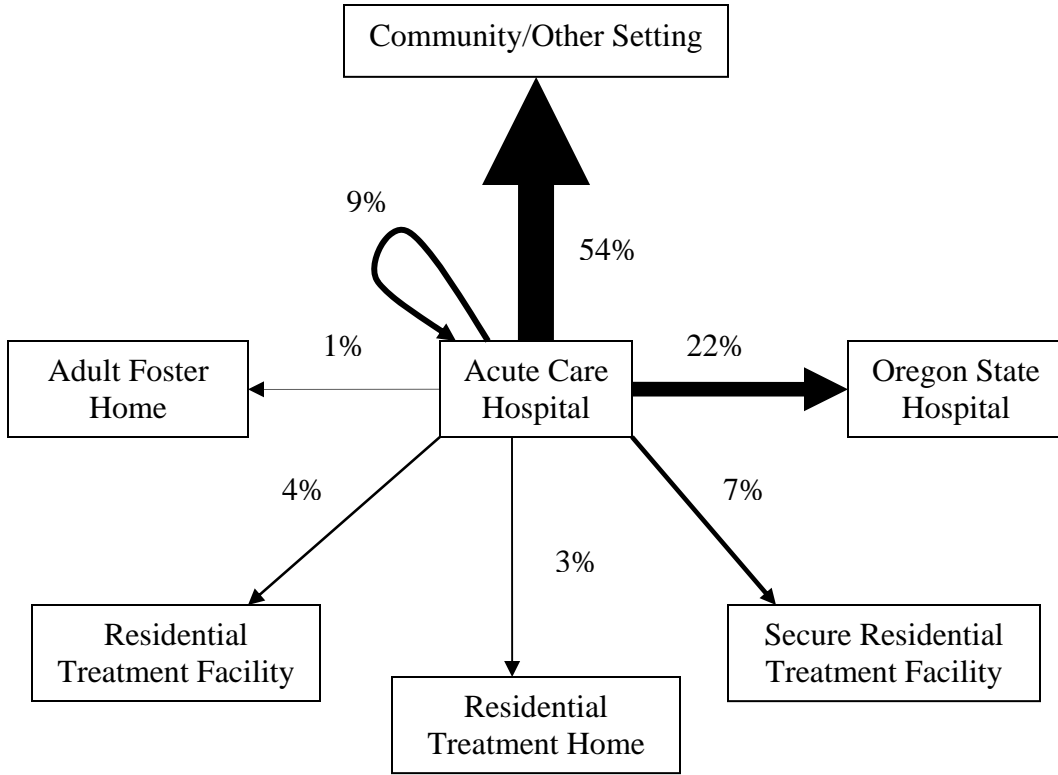 Community/Other Setting
9%
54%
1%
22%
Adult Foster
Home
Acute Care
Hospital
Oregon State
Hospital
4%
7%
3%
Residential
Treatment Facility
Secure Residential
Treatment Facility
Residential
Treatment Home